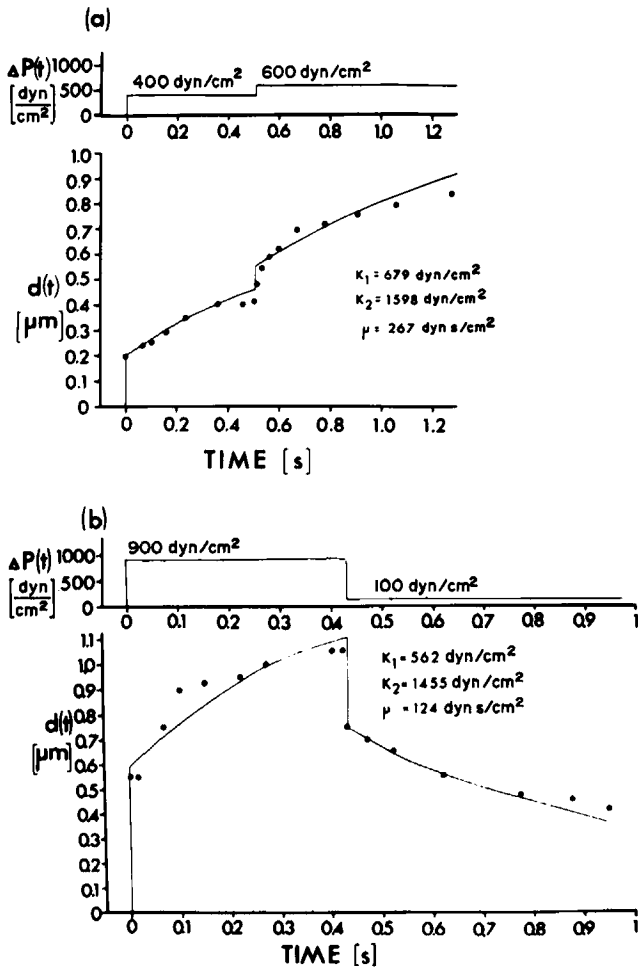 (a)
ΔP(t)
[dyn/cm²]
1000
500
0
400 dyn/cm²
600 dyn/cm²
0 0.2 0.4 0.6 0.8 1.0 1.2
1.0
0.9
0.8
0.7
0.6
0.5
0.4
0.3
0.2
0.1
0
d(t)
[µm]
K₁ = 679 dyn/cm²
K₂ = 1598 dyn/cm²
µ = 267 dyn s/cm²
0 0.2 0.4 0.6 0.8 1.0 1.2
TIME [s]
(b)
ΔP(t)
[dyn/cm²]
1000
500
0
900 dyn/cm²
100 dyn/cm²
0 0.1 0.2 0.3 0.4 0.5 0.6 0.7 0.8 0.9 1
1.1
1.0
0.9
0.8
0.7
0.6
0.5
0.4
0.3
0.2
0.1
0
d(t)
[µm]
K₁ = 562 dyn/cm²
K₂ = 1455 dyn/cm²
µ = 124 dyn s/cm²
0 0.1 0.2 0.3 0.4 0.5 0.6 0.7 0.8 0.9 1
TIME [s]